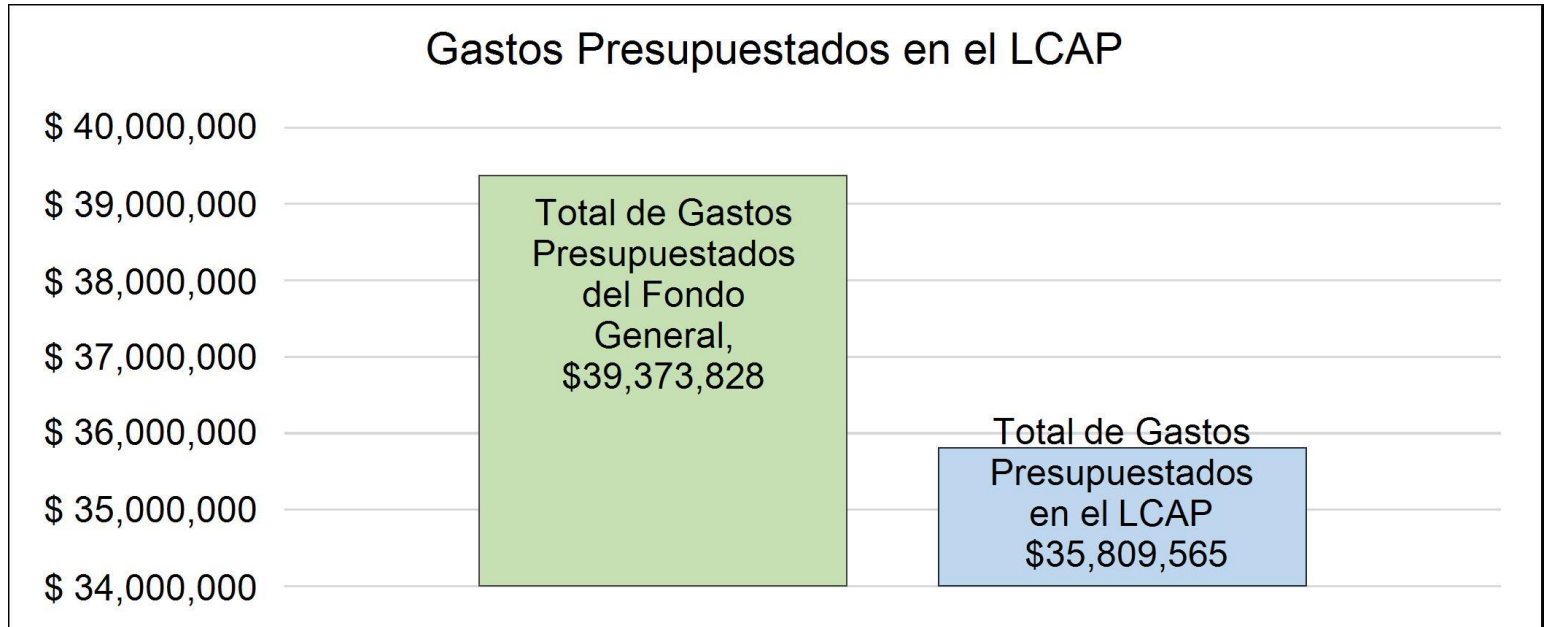 Gastos Presupuestados en el LCAP
$ 40,000,000
$ 39,000,000
$ 38,000,000
$ 37,000,000
$ 36,000,000
$ 35,000,000
$ 34,000,000
Total de Gastos
Presupuestados
del Fondo
General,
$39,373,828
Total de Gastos
Presupuestados
en el LCAP
$35,809,565